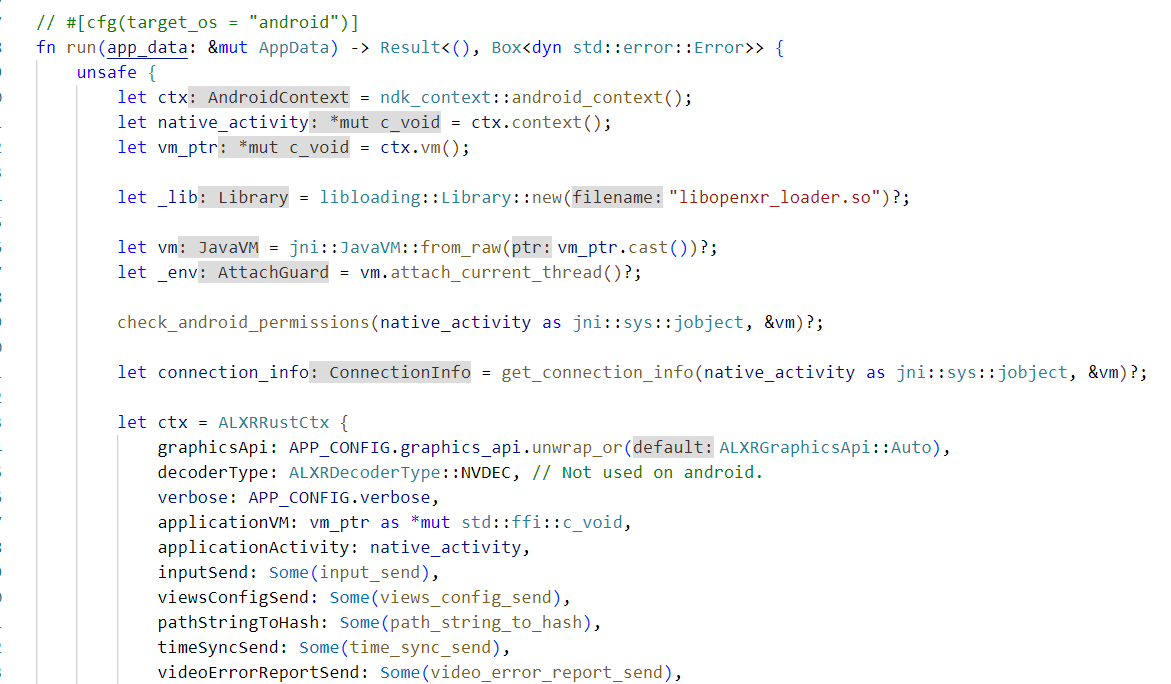 // #[cfg(target_os = "android")]
fn run(app_data: &mut AppData) -> Result<(), Box<dyn std::error::Error>> {
unsafe {
let ctx: AndroidContext = ndk_context::android_context();
let native_activity: *mut c_void = ctx.context();
let vm_ptr: *mut c_void = ctx.vm();
let _lib: Library = libloading::Library::new(filename: "libopenxr_loader.so")?;
let vm: JavaVM = jni::JavaVM::from_raw(ptr: vm_ptr.cast())?;
let _env: AttachGuard = vm.attach_current_thread()?;
check_android_permissions(native_activity as jni::sys::jobject, &vm)?;
let connection_info: ConnectionInfo = get_connection_info(native_activity as jni::sys::jobject, &vm)?;
let ctx = ALXRRustCtx {
graphicsApi: APP_CONFIG.graphics_api.unwrap_or(default: ALXRGraphicsApi::Auto),
decoderType: ALXRDecoderType::NVDEC, // Not used on android.
verbose: APP_CONFIG.verbose,
applicationVM: vm_ptr as *mut std::ffi::c_void,
applicationActivity: native_activity,
inputSend: Some(input_send),
viewsConfigSend: Some(views_config_send),
pathStringToHash: Some(path_string_to_hash),
timeSyncSend: Some(time_sync_send),
videoErrorReportSend: Some(video_error_report_send),